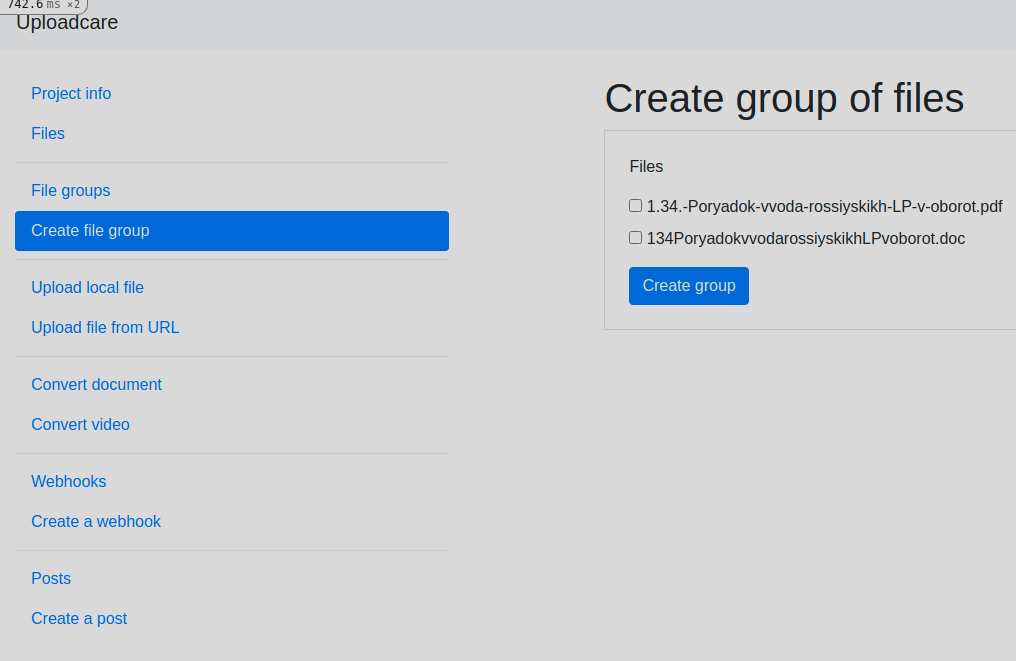 742.6 ms ×2
Uploadcare
Project info
Files
File groups
Create file group
Upload local file
Upload file from URL
Convert document
Convert video
Webhooks
Create a webhook
Posts
Create a post
Create group of files
Files
1.34.-Poryadok-vvoda-rossiyskikh-LP-v-oborot.pdf
134PoryadokvvodarossiyskikhLPvoborot.doc
Create group